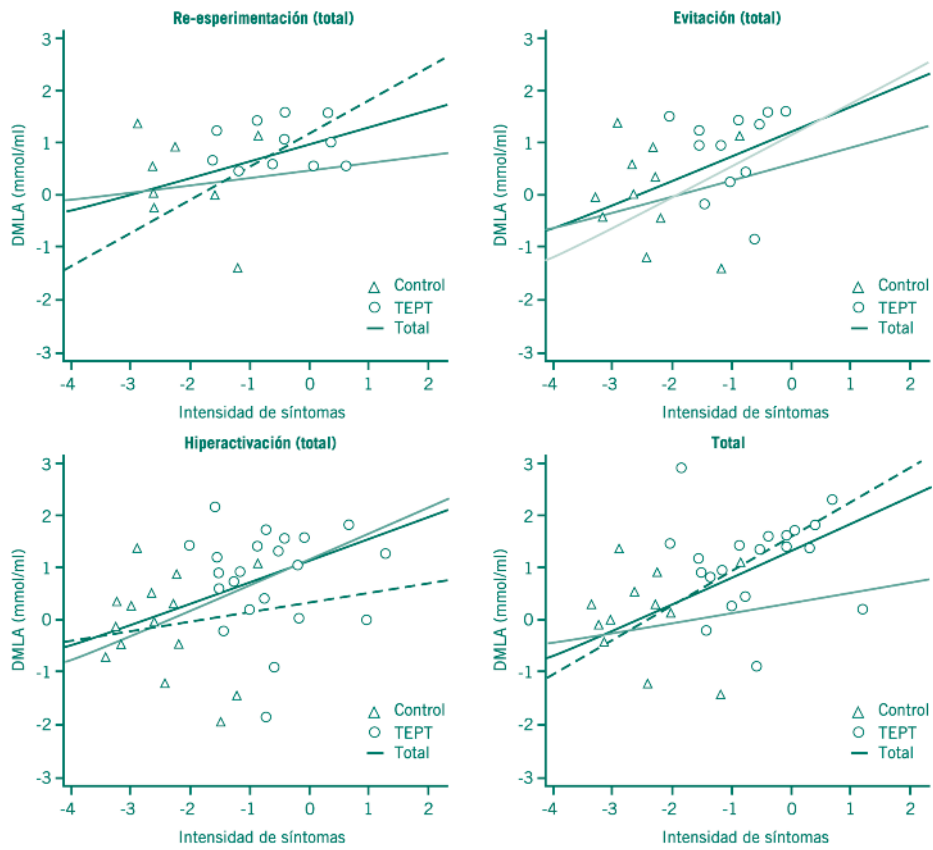 Re-experimentación (total)
3
2
1
0
-1
-2
-3
DMLA (mmol/ml)
-4 -3 -2 -1 0 1 2
Intensidad de síntomas
Control
TEPT
Total
Evitación (total)
3
2
1
0
-1
-2
-3
DMLA (mmol/ml)
-4 -3 -2 -1 0 1 2
Intensidad de síntomas
Control
TEPT
Total
Hiperactivación (total)
3
2
1
0
-1
-2
-3
DMLA (mmol/ml)
-4 -3 -2 -1 0 1 2
Intensidad de síntomas
Control
TEPT
Total
Total
3
2
1
0
-1
-2
-3
DMLA (mmol/ml)
-4 -3 -2 -1 0 1 2
Intensidad de síntomas
Control
TEPT
Total